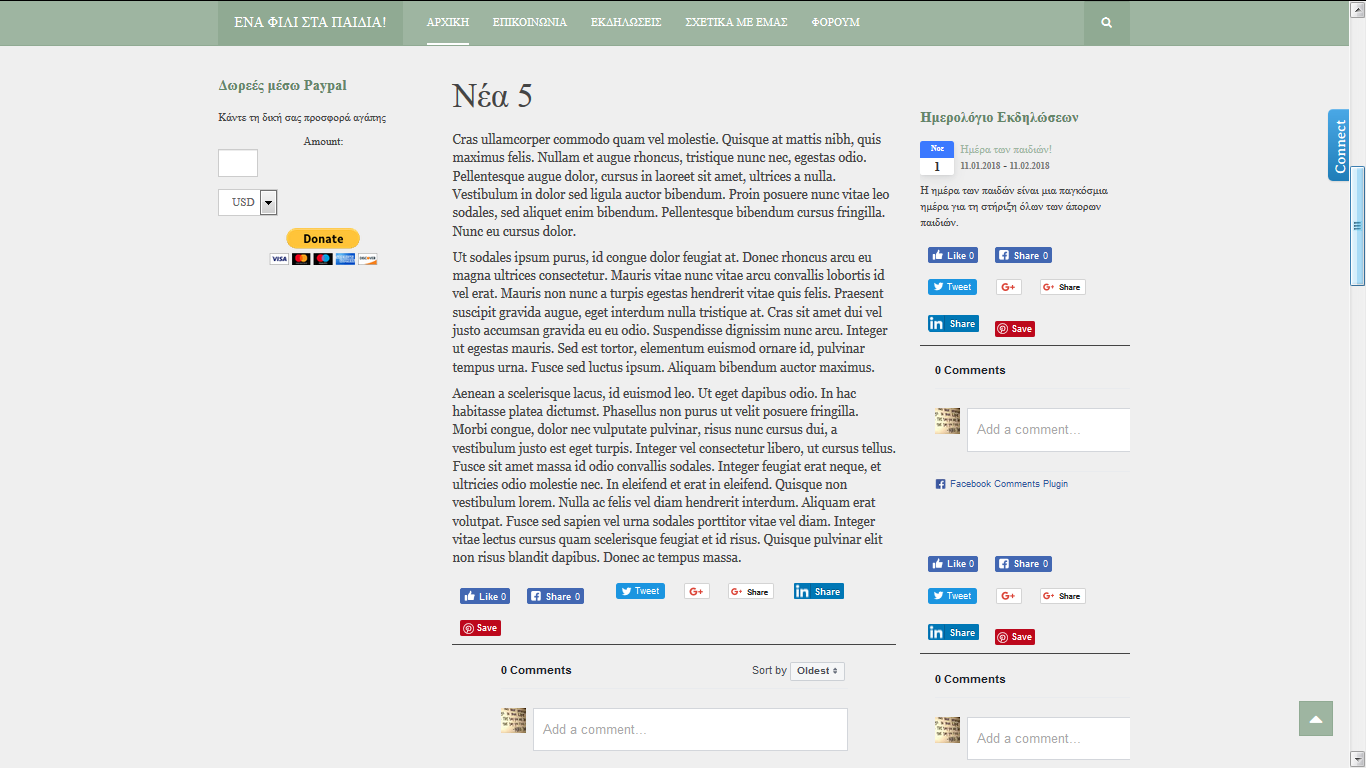 ΕΝΑ ΦΙΛΙ ΣΤΑ ΠΑΙΔΙΑ!
ΑΡΧΙΚΗ
ΕΠΙΚΟΙΝΩΝΙΑ
ΕΚΔΗΛΩΣΕΙΣ
ΣΧΕΤΙΚΑ ΜΕ ΕΜΑΣ
ΦΟΡΟΥΜ
Δωρεές μέσω Paypal
Κάντε τη δική σας προσφορά αγάπης
Amount:
USD
Donate
VISA
DISCOVER
Νέα 5
Cras ullamcorper commodo quam vel molestie. Quisque at mattis nibh, quis
maximus felis. Nullam et augue rhoncus, tristique nunc nec, egestas odio.
Pellentesque augue dolor, cursus in laoreet sit amet, ultrices a nulla.
Vestibulum in dolor sed ligula auctor bibendum. Proin posuere nunc vitae leo
sodales, sed aliquet enim bibendum. Pellentesque bibendum cursus fringilla.
Nunc eu cursus dolor.
Ut sodales ipsum purus, id congue dolor feugiat at. Donec rhoncus arcu eu
magna ultrices consectetur. Mauris vitae nunc vitae arcu convallis lobortis id
vel erat. Mauris non nunc a turpis egestas hendrerit vitae quis felis. Praesent
suscipit gravida augue, eget interdum nulla tristique at. Cras sit amet dui vel
justo accumsan gravida eu eu odio. Suspendisse dignissim nunc arcu. Integer
ut egestas mauris. Sed est tortor, elementum euismod ornare id, pulvinar
tempus urna. Fusce sed luctus ipsum. Aliquam bibendum auctor maximus.
Aenean a scelerisque lacus, id euismod leo. Ut eget dapibus odio. In hac
habitasse platea dictumst. Phasellus non purus ut velit posuere fringilla.
Morbi congue, dolor nec vulputate pulvinar, risus nunc cursus dui, a
vestibulum justo est eget turpis. Integer vel consectetur libero, ut cursus tellus.
Fusce sit amet massa id odio convallis sodales. Integer feugiat erat neque, et
ultricies odio molestie nec. In eleifend et erat in eleifend. Quisque non
vestibulum lorem. Nulla ac felis vel diam hendrerit interdum. Aliquam erat
volutpat. Fusce sed sapien vel urna sodales porttitor vitae vel diam. Integer
vitae lectus cursus quam scelerisque feugiat et id risus. Quisque pulvinar elit
non risus blandit dapibus. Donec ac tempus massa.
Like 0
Share 0
Tweet
G+
G+ Share
in Share
Save
0 Comments
Sort by Oldest
Add a comment...
Ημερολόγιο Εκδηλώσεων
Νοε
1
Ημέρα των παιδιών!
11.01.2018 - 11.02.2018
Η ημέρα των παιδών είναι μια παγκόσμια
ημέρα για τη στήριξη όλων των άπορων
παιδιών.
Like 0
Share 0
Tweet
G+
G+ Share
in Share
Save
0 Comments
Add a comment...
Facebook Comments Plugin
Like 0
Share 0
Tweet
G+
G+ Share
in Share
Save
0 Comments
Add a comment...
Connect